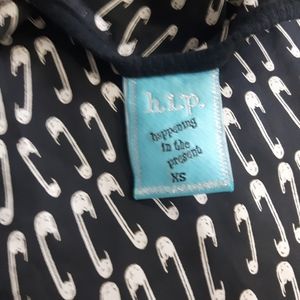 h.i.p.
happening
in the
present
XS